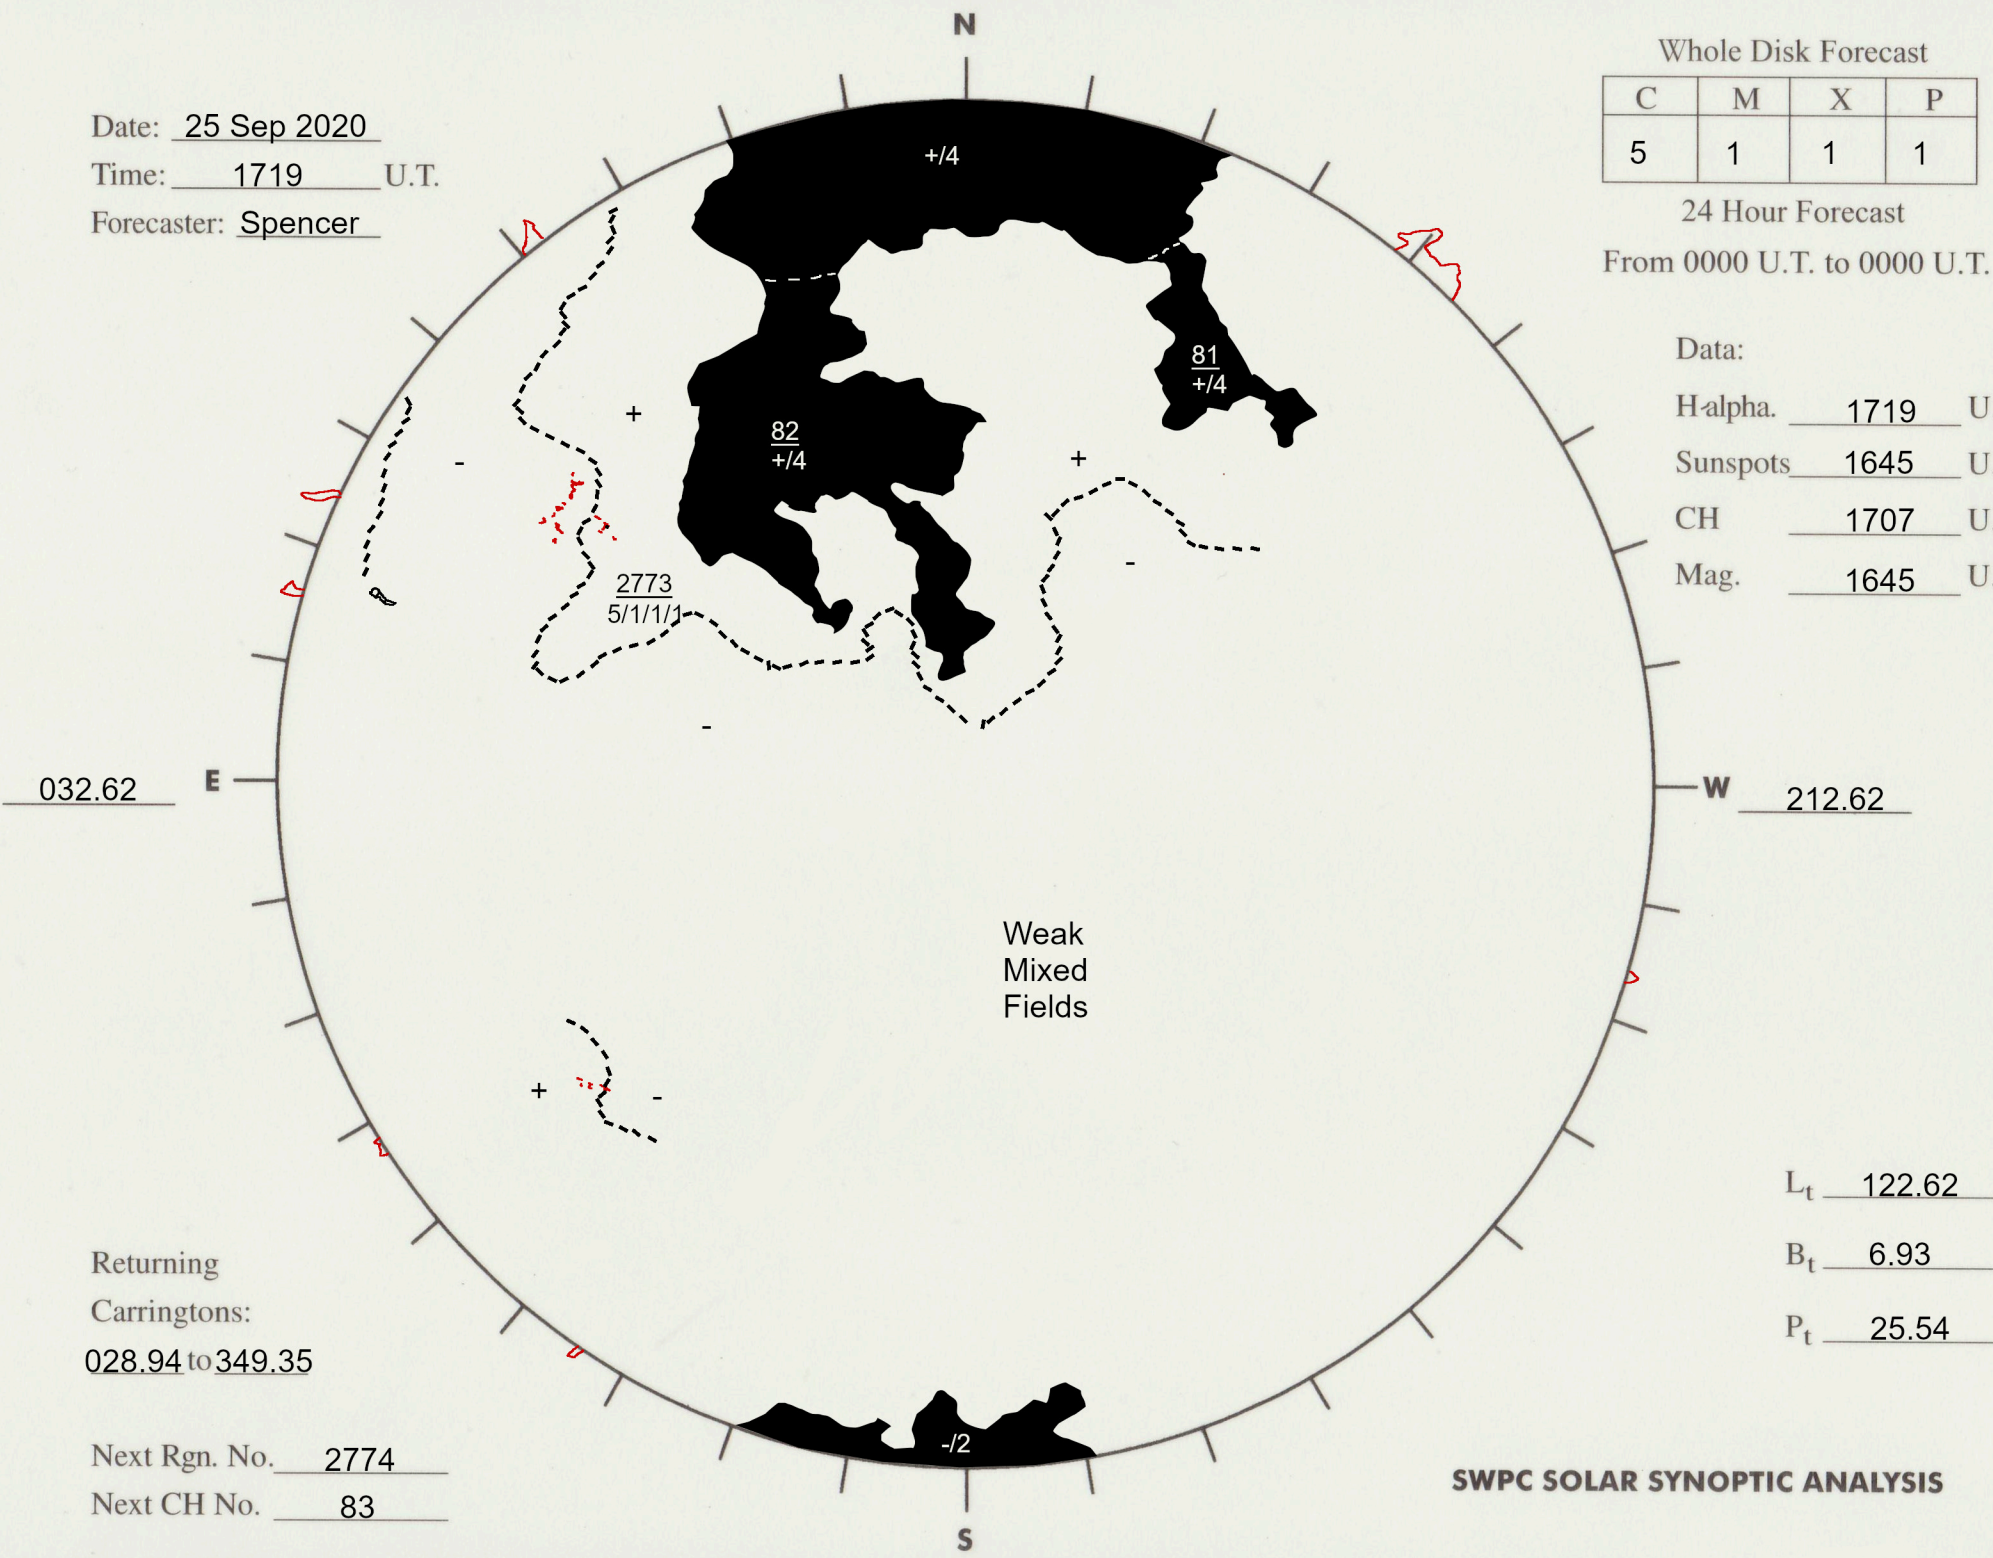 N
Whole Disk Forecast
C M X P
5 1 1 1
24 Hour Forecast
From 0000 U.T. to 0000 U.T.
Date: 25 Sep 2020
Time: 1719 U.T.
Forecaster: Spencer
+/4
Data:
H-alpha. 1719 U
Sunspots 1645 U
CH 1707 U
Mag. 1645 U.
81
+/4
82
+/4
+
-
+
-
2773
5/1/1/1
-
032.62 E
W 212.62
Weak
Mixed
Fields
+
-
Lt 122.62
Bt 6.93
Pt 25.54
Returning
Carringtons:
028.94 to 349.35
Next Rgn. No. 2774
Next CH No. 83
-/2
SWPC SOLAR SYNOPTIC ANALYSIS
S